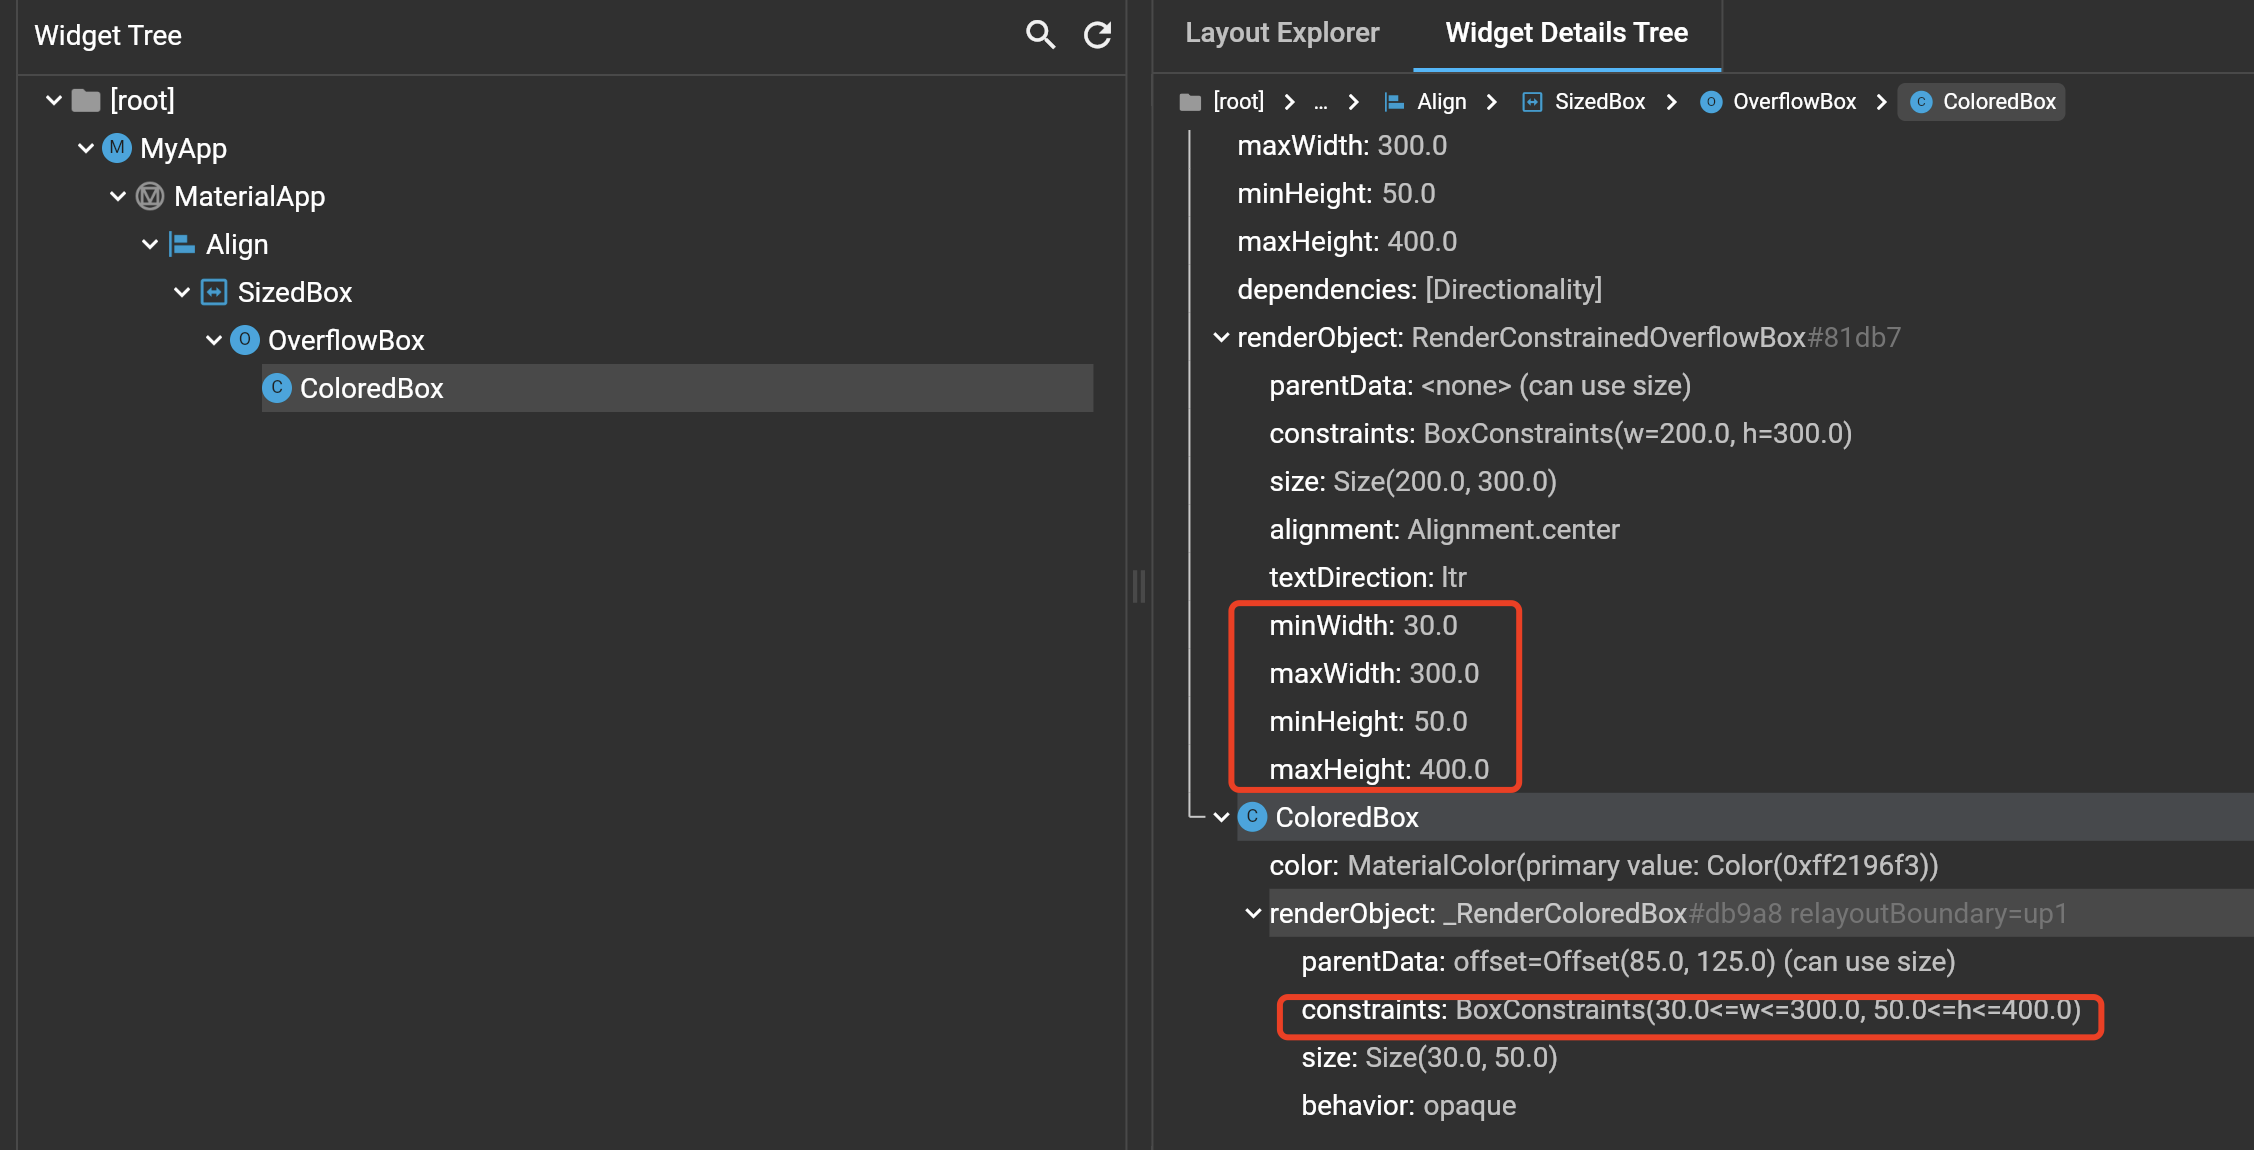 Widget Tree
[root]
M MyApp
MaterialApp
Align
SizedBox
O OverflowBox
C ColoredBox
Layout Explorer Widget Details Tree
[root] > ... > Align > SizedBox > O OverflowBox > C ColoredBox
maxWidth: 300.0
minHeight: 50.0
maxHeight: 400.0
dependencies: [Directionality]
renderObject: RenderConstrainedOverflowBox#81db7
parentData: <none> (can use size)
constraints: BoxConstraints(w=200.0, h=300.0)
size: Size(200.0, 300.0)
alignment: Alignment.center
textDirection: ltr
minWidth: 30.0
maxWidth: 300.0
minHeight: 50.0
maxHeight: 400.0
C ColoredBox
color: MaterialColor(primary value: Color(0xff2196f3))
renderObject: _RenderColoredBox#db9a8 relayoutBoundary=up1
parentData: offset=Offset(85.0, 125.0) (can use size)
constraints: BoxConstraints(30.0<=w<=300.0, 50.0<=h<=400.0)
size: Size(30.0, 50.0)
behavior: opaque